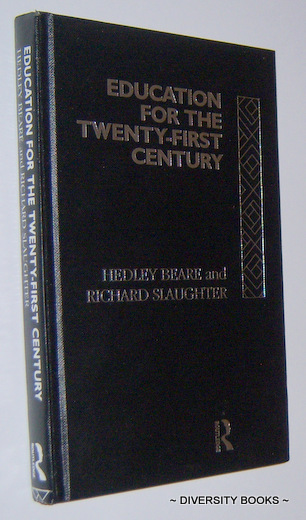 EDUCATION
FOR THE
TWENTY-FIRST
CENTURY
HEDLEY BEARE and
RICHARD SLAUGHTER
EDUCATION FOR THE TWENTY-FIRST CENTURY
HEDLEY BEARE and RICHARD SLAUGHTER
~ DIVERSITY BOOKS ~